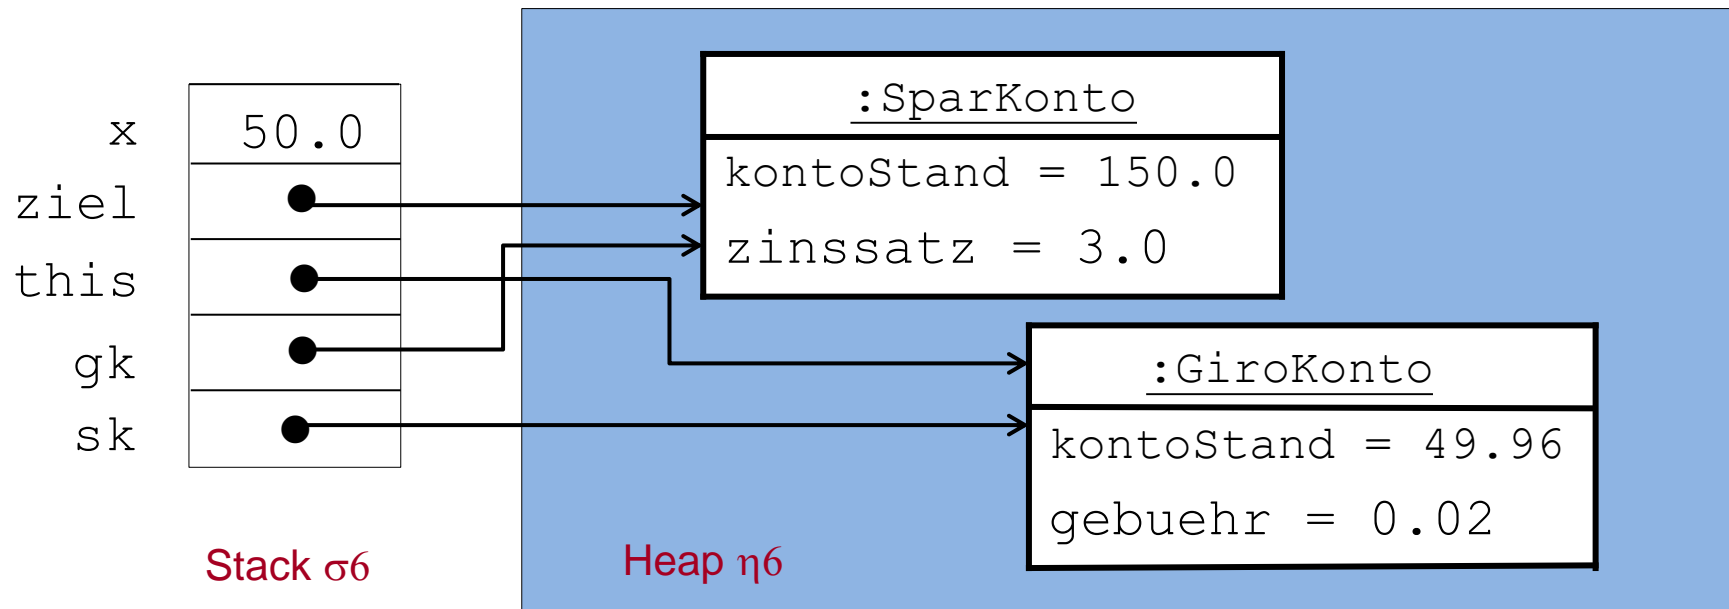 x 50.0
ziel
this
gk
sk
Stack σ6
Heap η6
:SparKonto
kontoStand = 150.0
zinssatz = 3.0
:GiroKonto
kontoStand = 49.96
gebuehr = 0.02